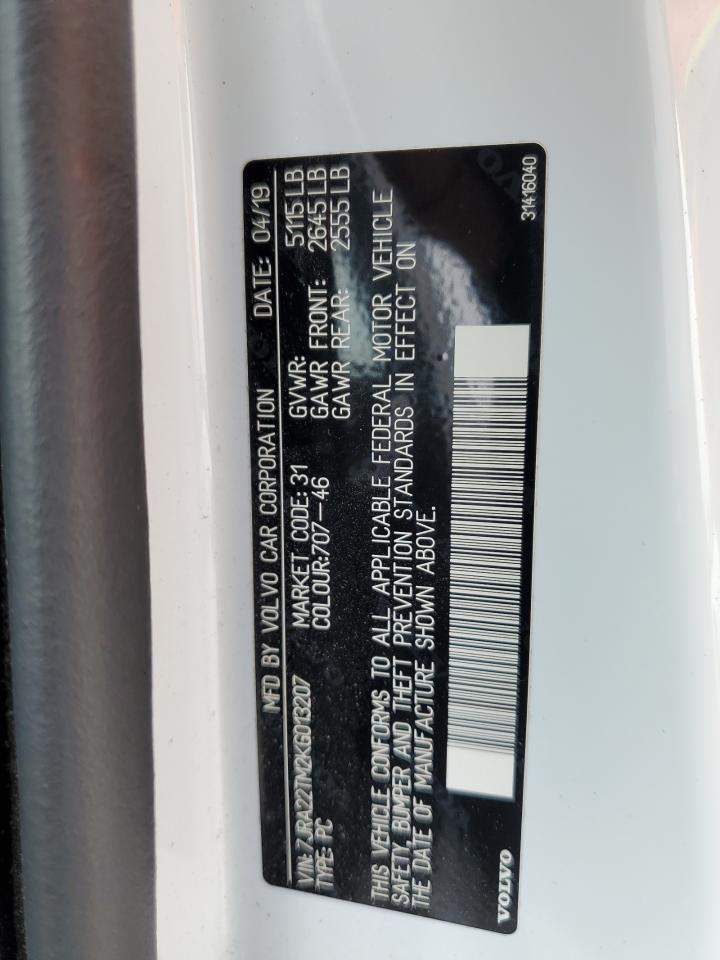 MFD BY VOLVO CAR CORPORATION DATE: 04/19
VIN: 7JRA22TM2KG013207 MARKET CODE: 31 GVWR: 5115 LB
TYPE: PC COLOUR:707-46 GAWR FRONT: 2645 LB
GAWR REAR: 2555 LB
THIS VEHICLE CONFORMS TO ALL APPLICABLE FEDERAL MOTOR VEHICLE
SAFETY, BUMPER AND THEFT PREVENTION STANDARDS IN EFFECT ON
THE DATE OF MANUFACTURE SHOWN ABOVE.
VOLVO 31416040